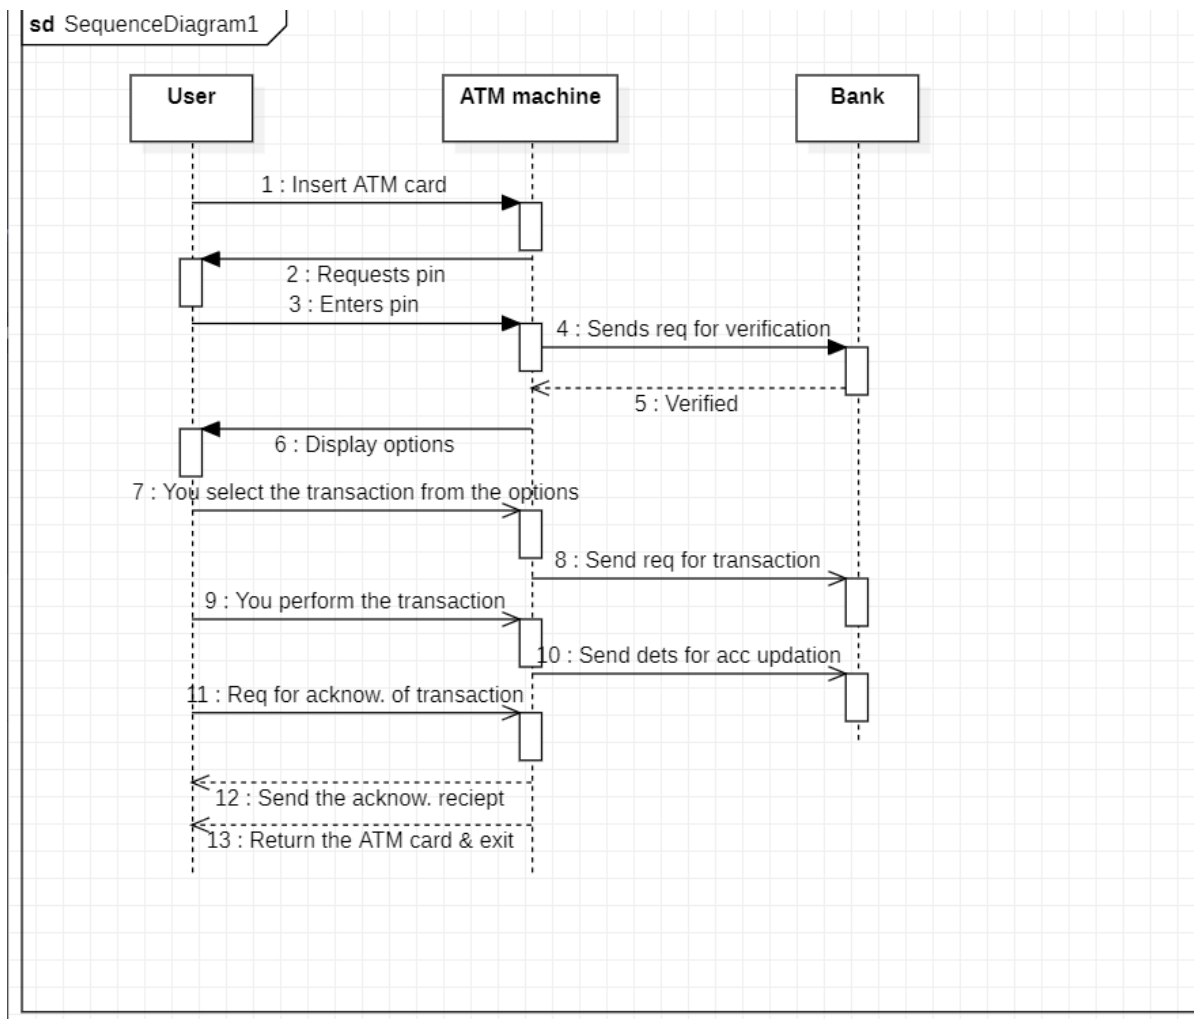 sd SequenceDiagram1
User
ATM machine
Bank
1 : Insert ATM card
2 : Requests pin
3 : Enters pin
4 : Sends req for verification
5 : Verified
6 : Display options
7 : You select the transaction from the options
8 : Send req for transaction
9 : You perform the transaction
10 : Send dets for acc updation
11 : Req for acknow. of transaction
12 : Send the acknow. reciept
13 : Return the ATM card & exit